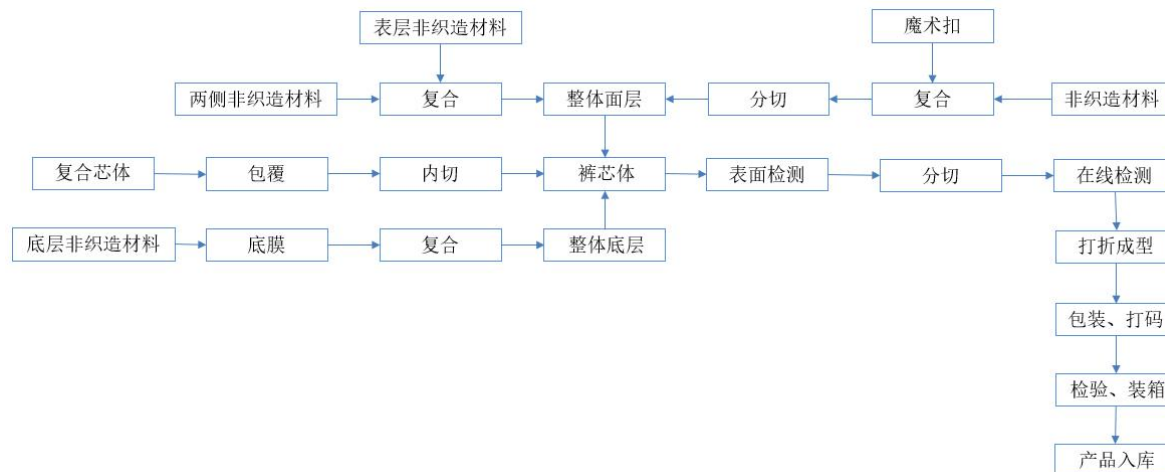 表层非织造材料
魔术扣
两侧非织造材料
复合
整体面层
分切
复合
非织造材料
复合芯体
包覆
内切
裤芯体
表面检测
分切
在线检测
底层非织造材料
底膜
复合
整体底层
打折成型
包装、打码
检验、装箱
产品入库